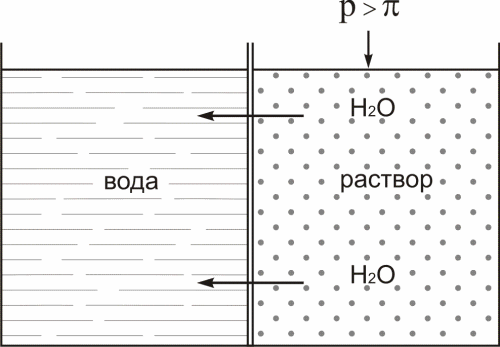 p > π
H₂O
вода
раствор
H₂O